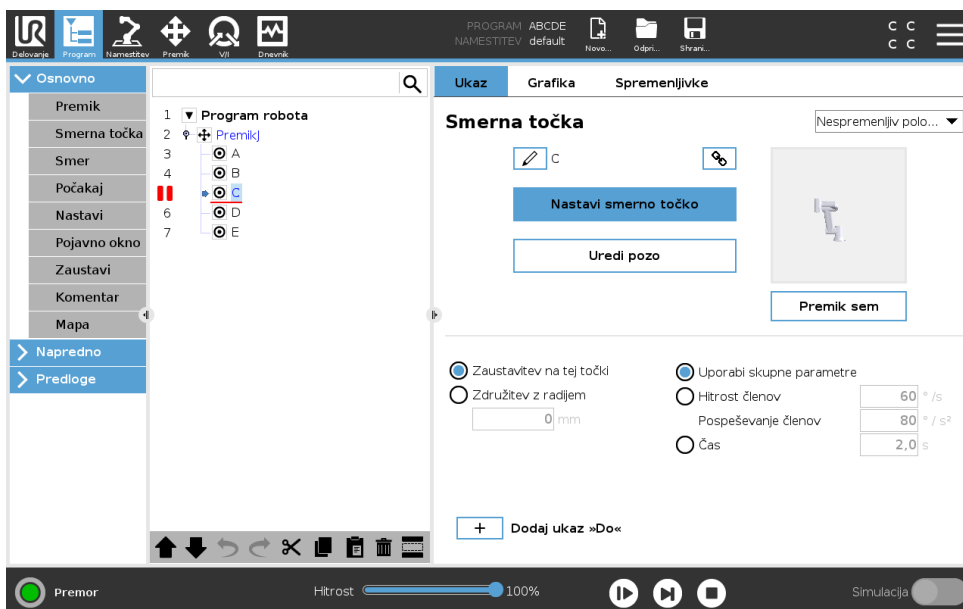 UR
Delovanje
Program
Namestitev
Premik
V/I
Dnevnik
PROGRAM ABCDE
NAMESTITEV default
Novo...
Odpri...
Shrani...
C C
C C
Osnovno
Premik
Smerna točka
Smer
Počakaj
Nastavi
Pojavno okno
Zaustavi
Komentar
Mapa
Napredno
Predloge
1 Program robota
2 PremikJ
3 A
4 B
C
6 D
7 E
Ukaz Grafika Spremenljivke
Smerna točka
Nespremenljiv polo...
C
Nastavi smerno točko
Uredi pozo
Premik sem
Zaustavitev na tej točki
Združitev z radijem
0 mm
Uporabi skupne parametre
Hitrost členov 60 ° /s
Pospeševanje členov 80 ° / s²
Čas 2,0 s
+ Dodaj ukaz »Do«
Premor
Hitrost 100%
Simulacija